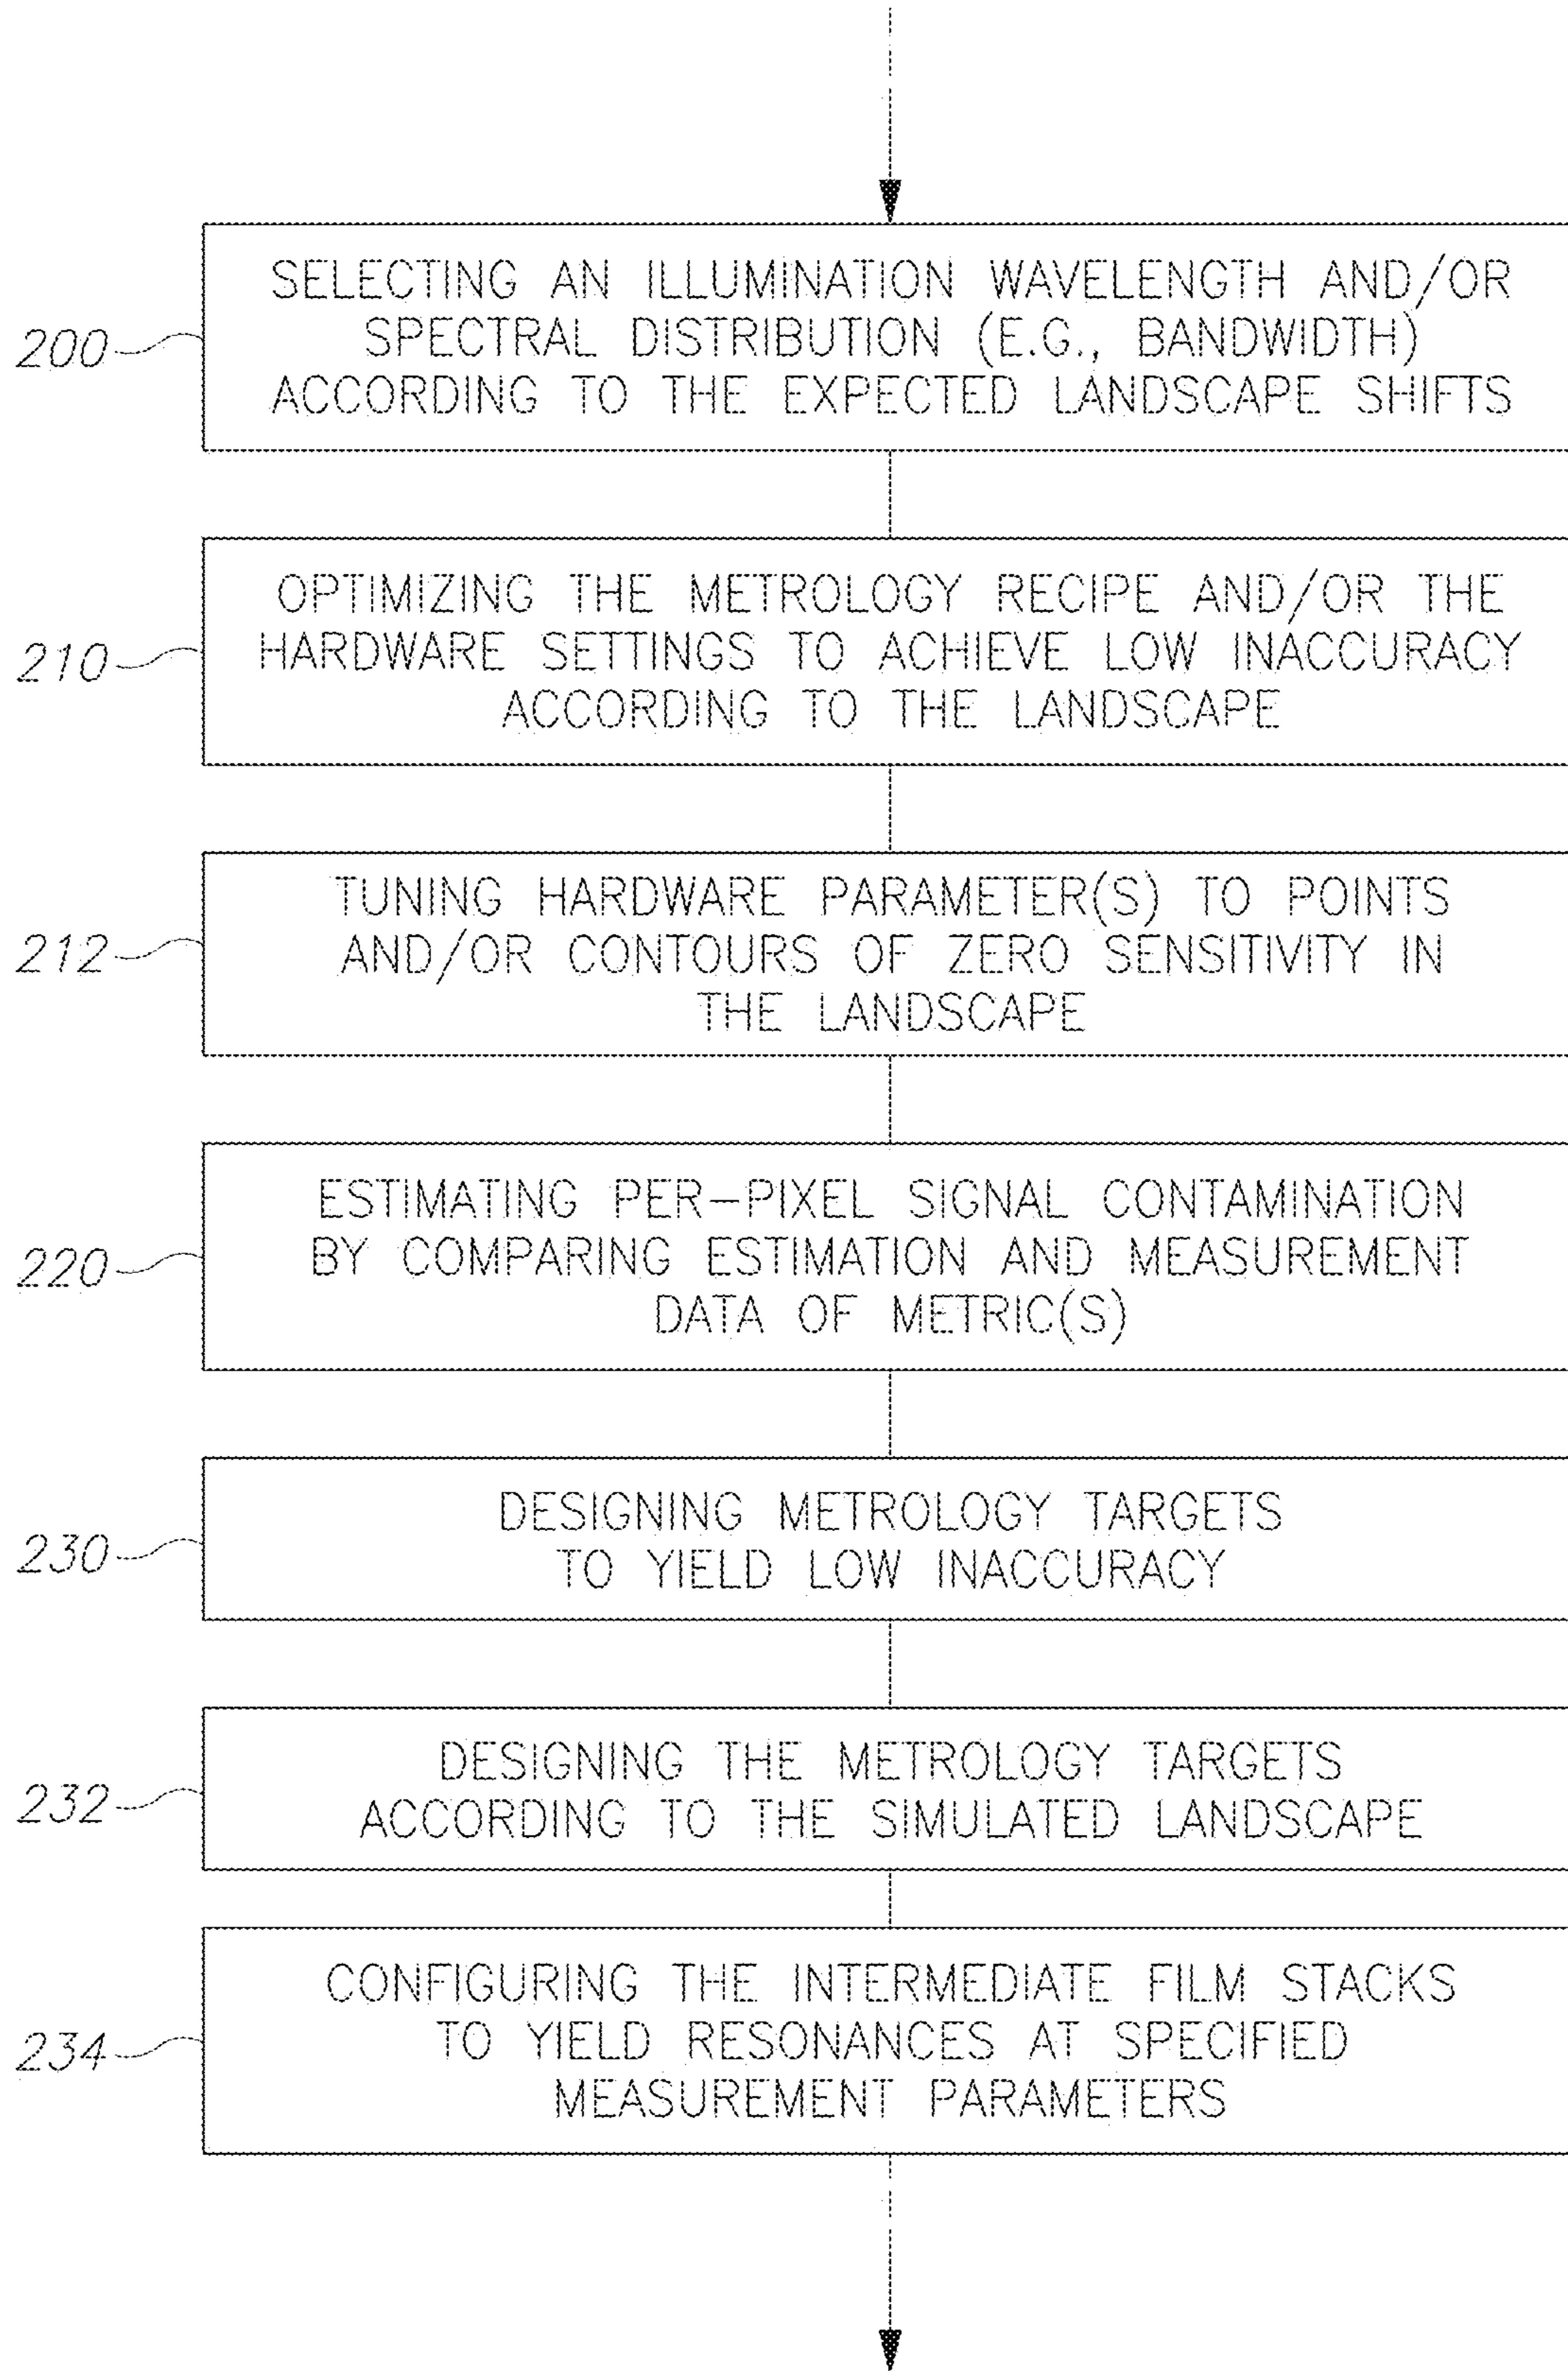 SELECTING AN ILLUMINATION WAVELENGTH AND/OR
SPECTRAL DISTRIBUTION (E.G., BANDWIDTH)
ACCORDING TO THE EXPECTED LANDSCAPE SHIFTS
200
OPTIMIZING THE METROLOGY RECIPE AND/OR THE
HARDWARE SETTINGS TO ACHIEVE LOW INACCURACY
ACCORDING TO THE LANDSCAPE
210
TUNING HARDWARE PARAMETER(S) TO POINTS
AND/OR CONTOURS OF ZERO SENSITIVITY IN
THE LANDSCAPE
212
ESTIMATING PER-PIXEL SIGNAL CONTAMINATION
BY COMPARING ESTIMATION AND MEASUREMENT
DATA OF METRIC(S)
220
DESIGNING METROLOGY TARGETS
TO YIELD LOW INACCURACY
230
DESIGNING THE METROLOGY TARGETS
ACCORDING TO THE SIMULATED LANDSCAPE
232
CONFIGURING THE INTERMEDIATE FILM STACKS
TO YIELD RESONANCES AT SPECIFIED
MEASUREMENT PARAMETERS
234